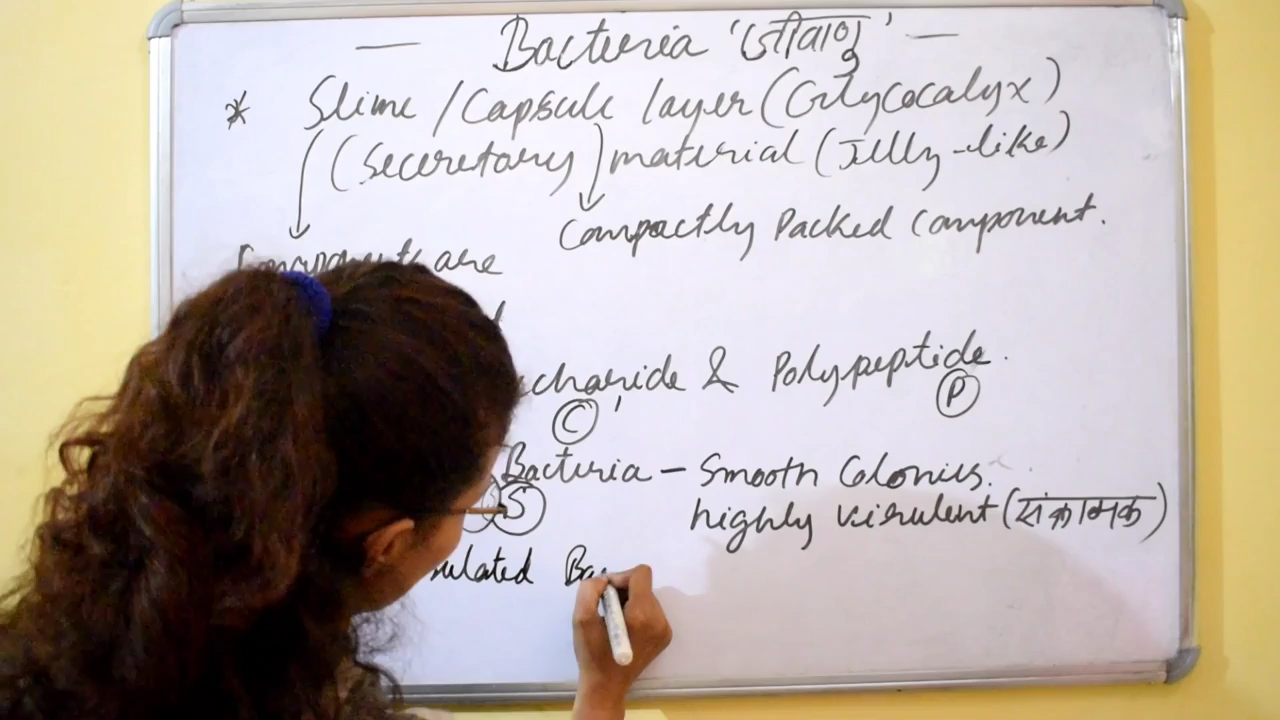 — Bacteria 'जीवाणु' —
* Slime / Capsule layer (Glycocalyx)
(Secretary) material (Jelly-like)
Compactly Packed component.
Components are
charide & Polypeptide.
C P
Bacteria - Smooth Colonies.
S
highly virulent (संक्रामक)
ulated Ba